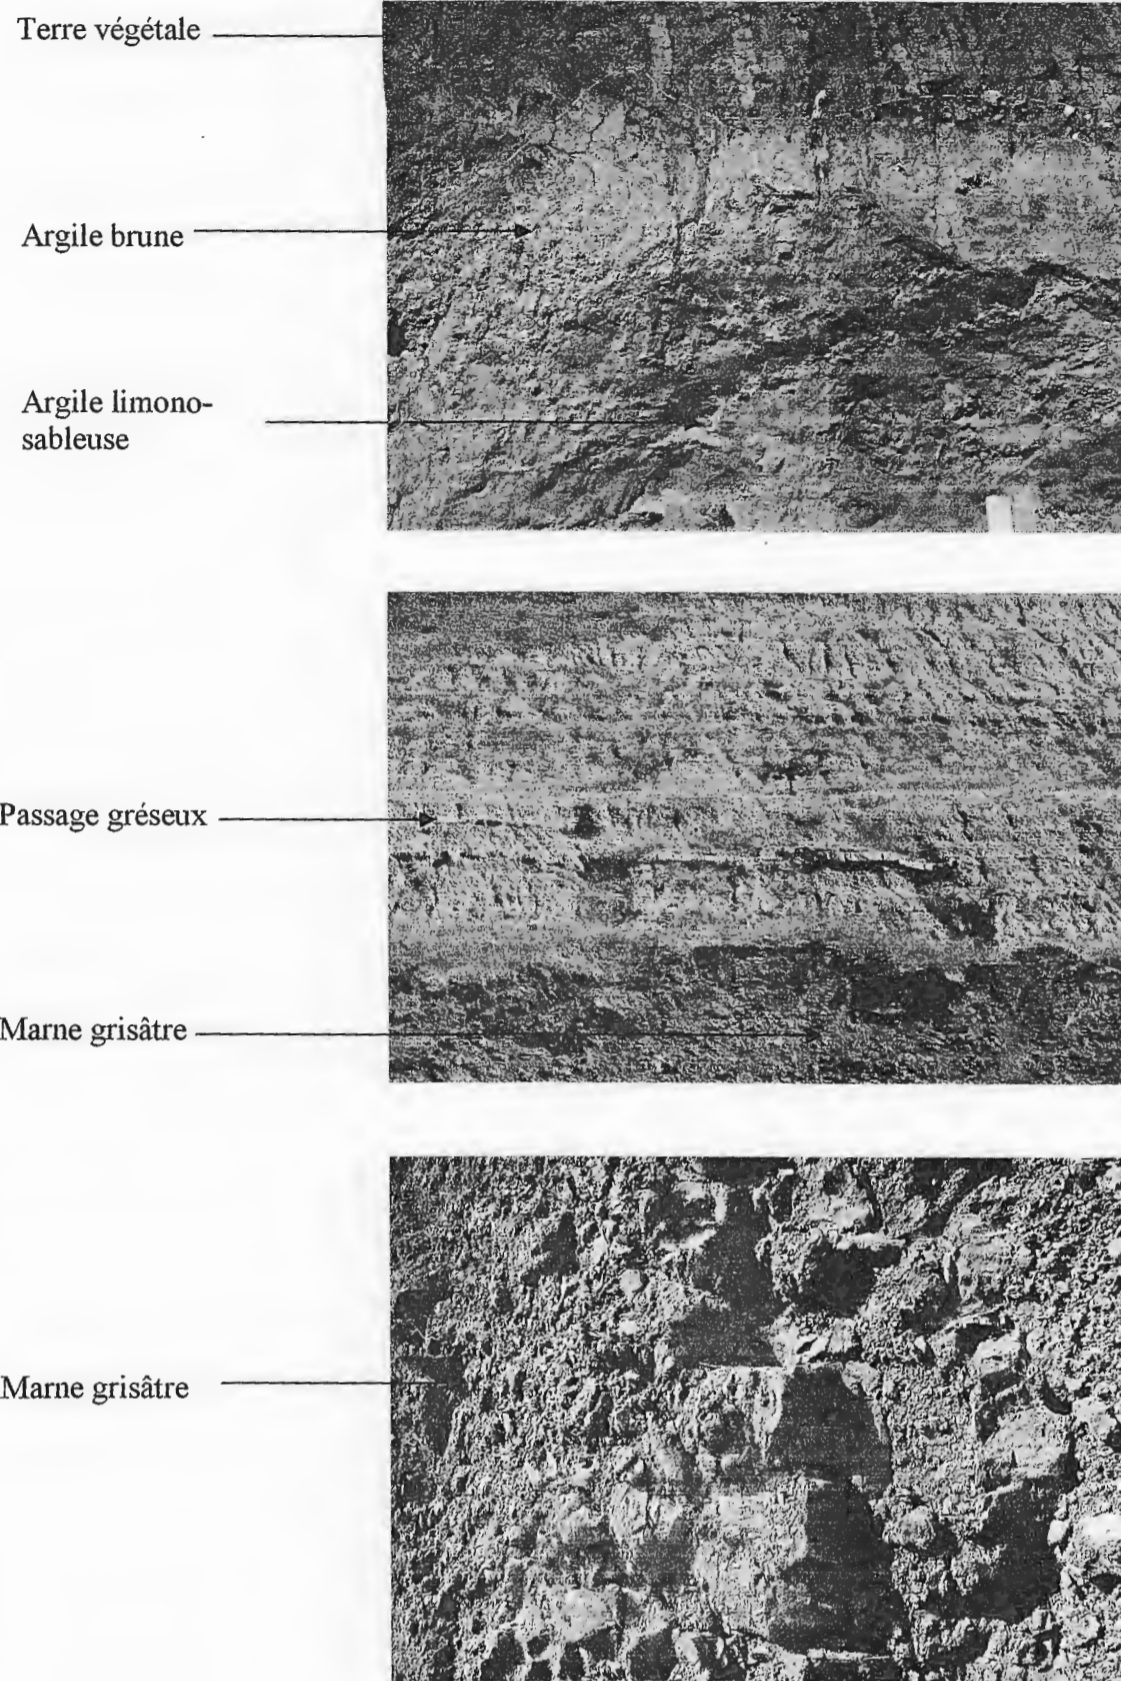 Terre végétale
Argile brune
Argile limono-
sableuse
Passage gréseux
Marne grisâtre
Marne grisâtre